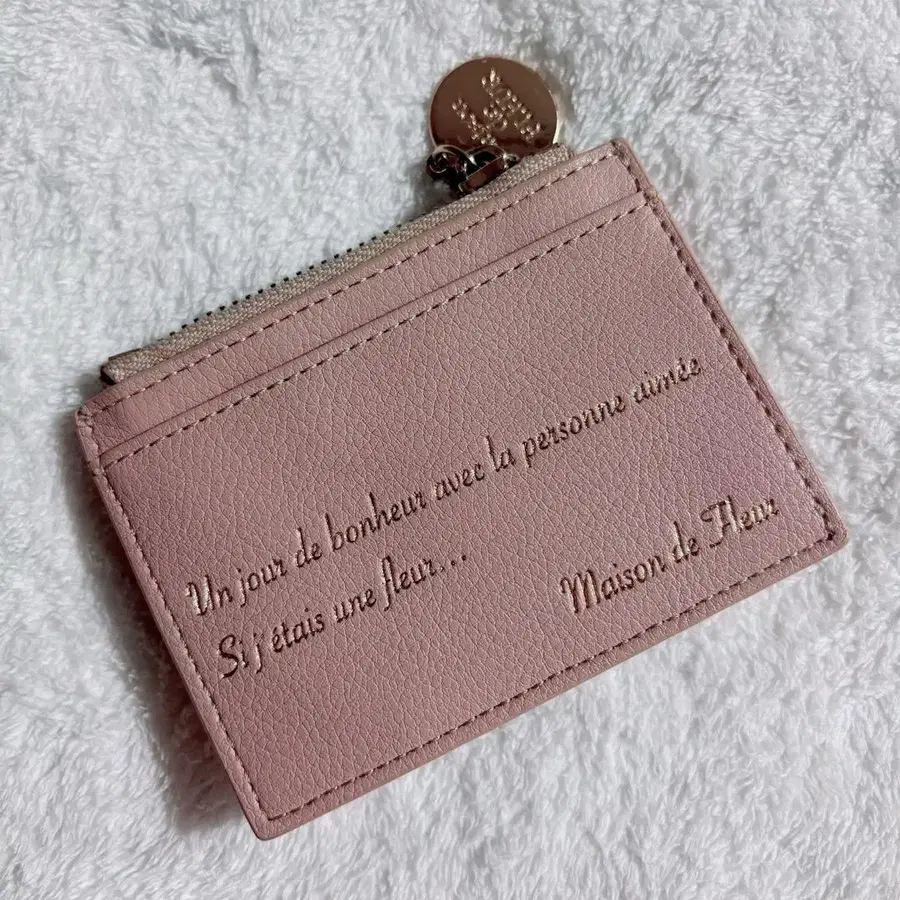 Un jour de bonheur avec la personne aimée
Si j'étais une fleur...
Maison de Fleur